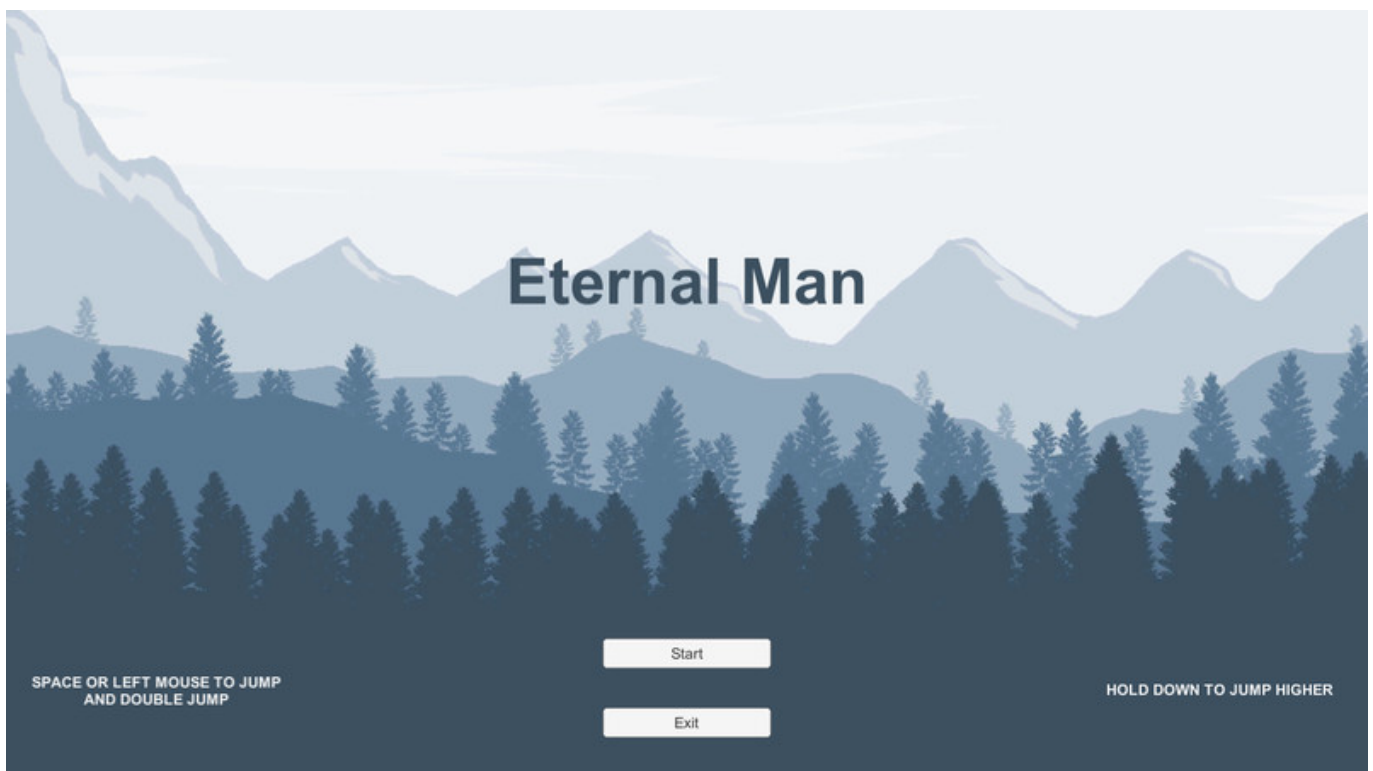 Eternal Man
Start
SPACE OR LEFT MOUSE TO JUMP
AND DOUBLE JUMP
HOLD DOWN TO JUMP HIGHER
Exit